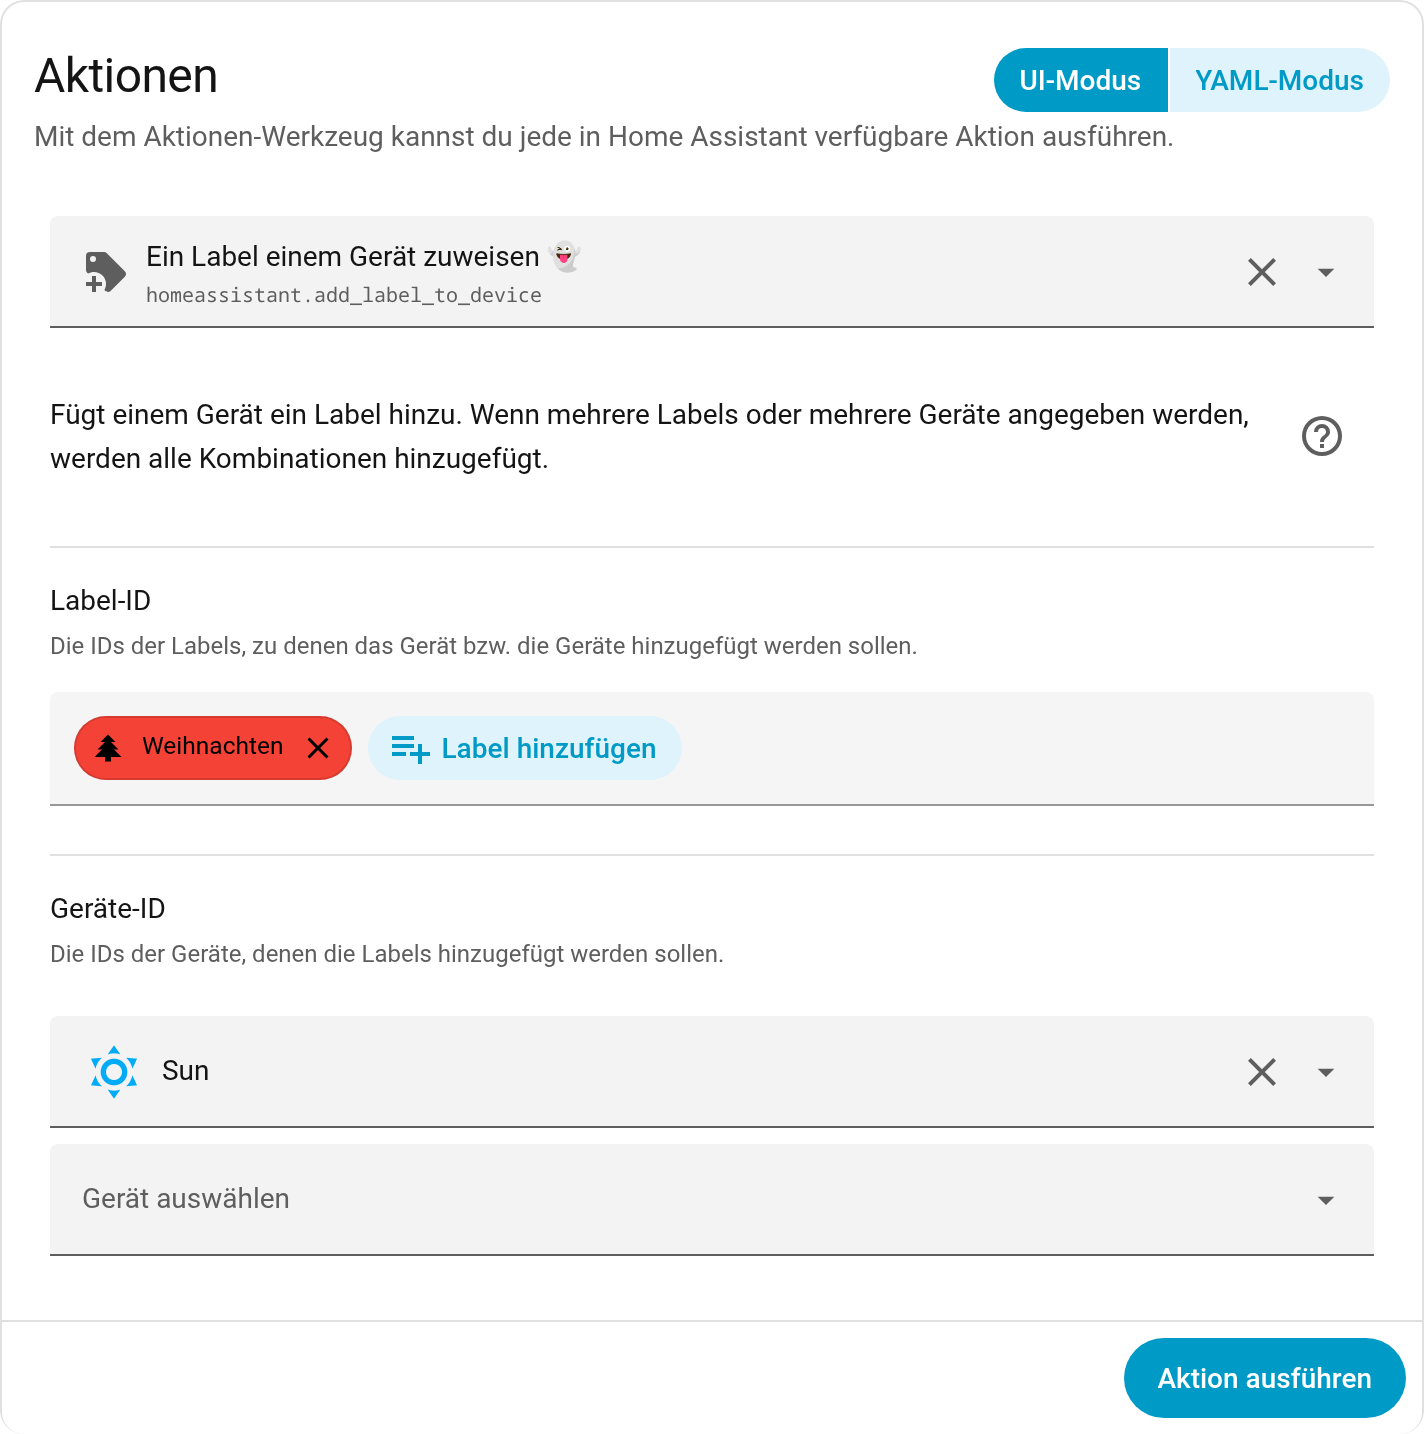 Aktionen
UI-Modus
YAML-Modus
Mit dem Aktionen-Werkzeug kannst du jede in Home Assistant verfügbare Aktion ausführen.
Ein Label einem Gerät zuweisen 👻
homeassistant.add_label_to_device
Fügt einem Gerät ein Label hinzu. Wenn mehrere Labels oder mehrere Geräte angegeben werden,
werden alle Kombinationen hinzugefügt.
Label-ID
Die IDs der Labels, zu denen das Gerät bzw. die Geräte hinzugefügt werden sollen.
Weihnachten
Label hinzufügen
Geräte-ID
Die IDs der Geräte, denen die Labels hinzugefügt werden sollen.
Sun
Gerät auswählen
Aktion ausführen